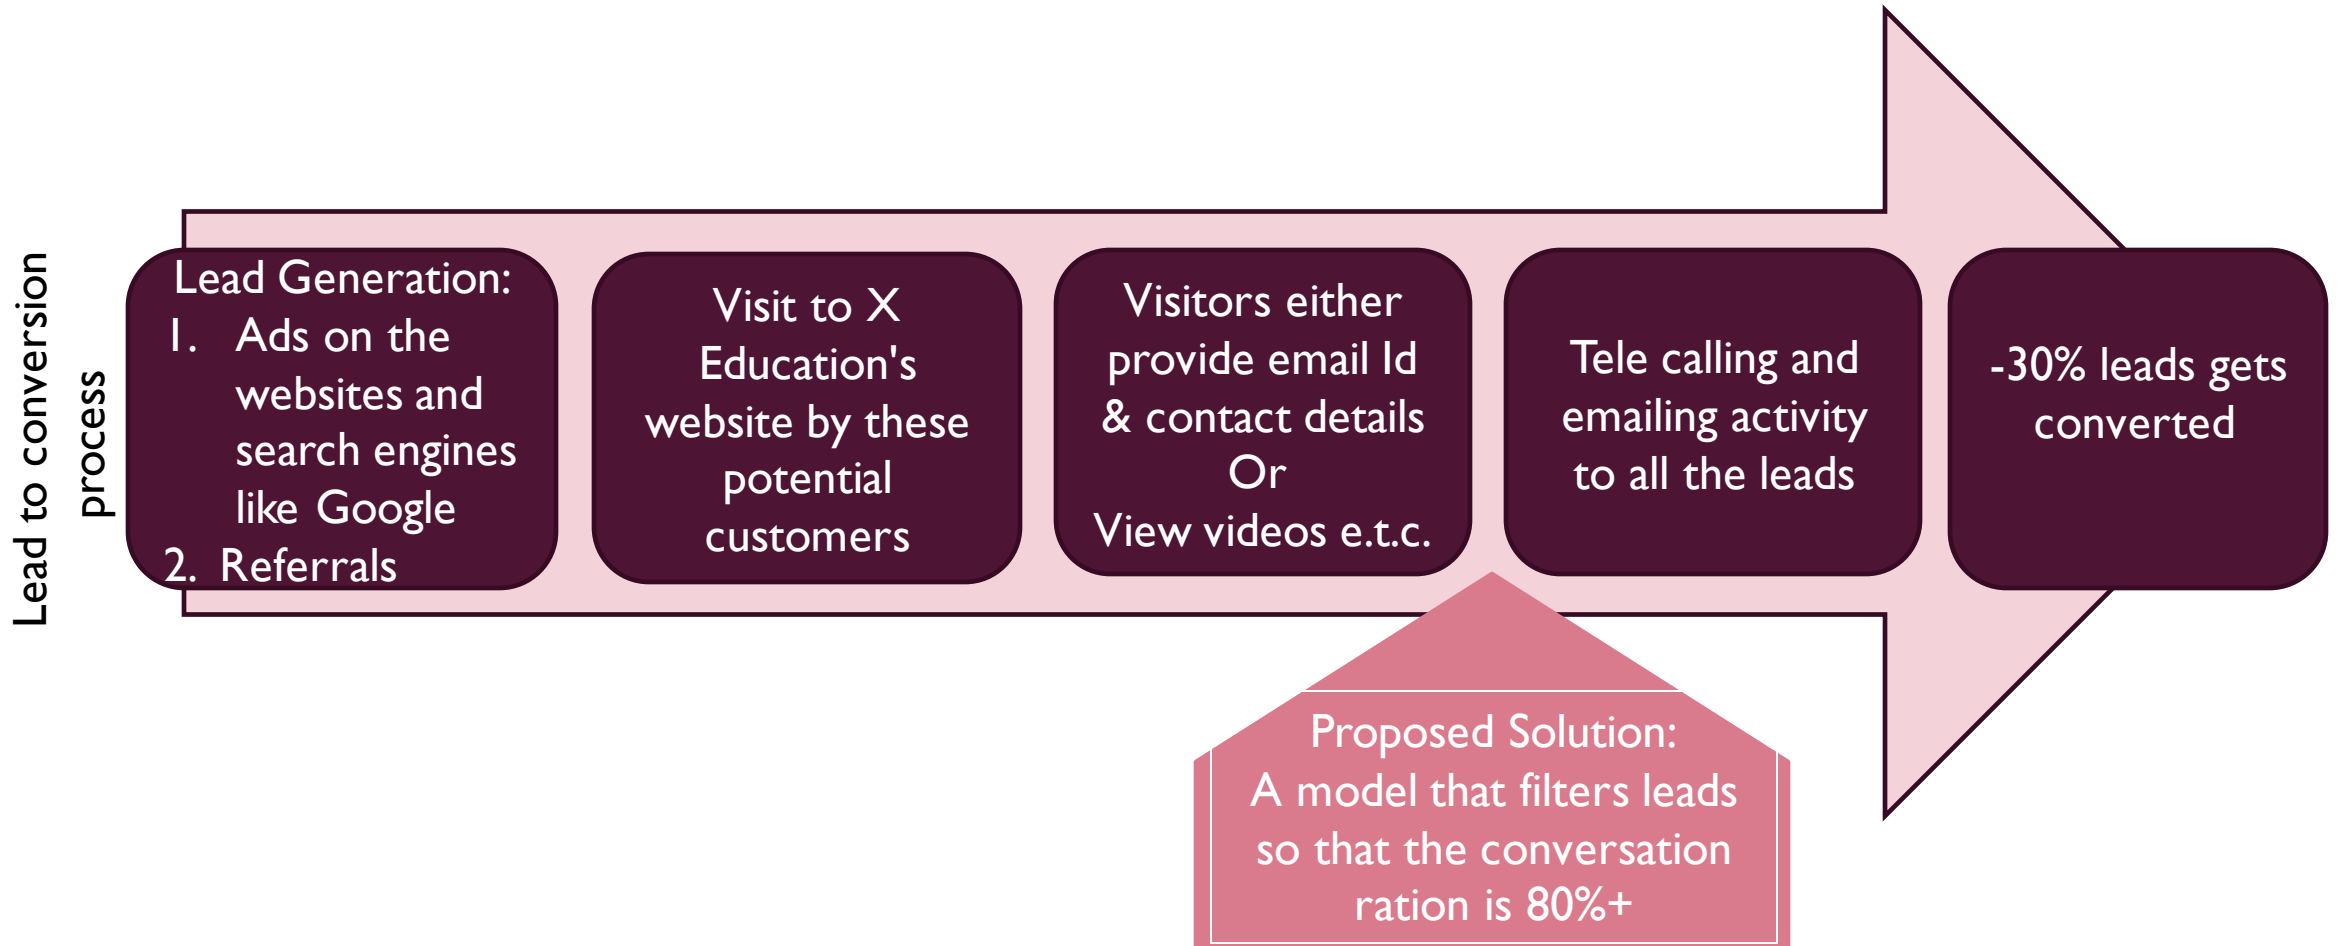 Lead to conversion
process
Lead Generation:
1. Ads on the
websites and
search engines
like Google
2. Referrals
Visit to X
Education's
website by these
potential
customers
Visitors either
provide email Id
& contact details
Or
View videos e.t.c.
Tele calling and
emailing activity
to all the leads
-30% leads gets
converted
Proposed Solution:
A model that filters leads
so that the conversation
ration is 80%+